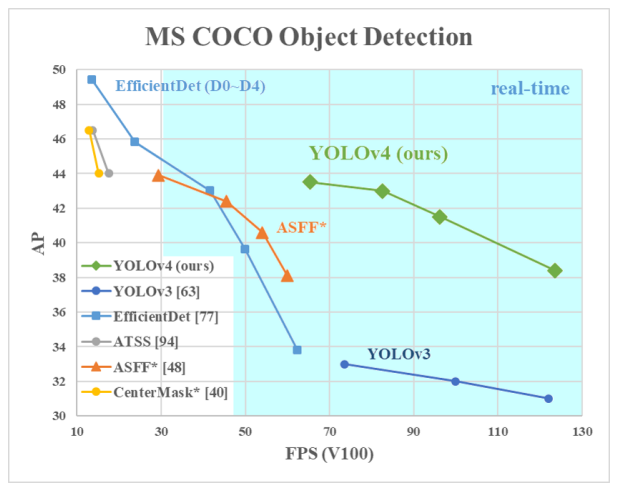 MS COCO Object Detection
50
48
46
44
42
40
38
36
34
32
30
AP
EfficientDet (D0~D4)
real-time
YOLOv4 (ours)
ASFF*
YOLOv3
YOLOv4 (ours)
YOLOv3 [63]
EfficientDet [77]
ATSS [94]
ASFF* [48]
CenterMask* [40]
10 30 50 70 90 110 130
FPS (V100)